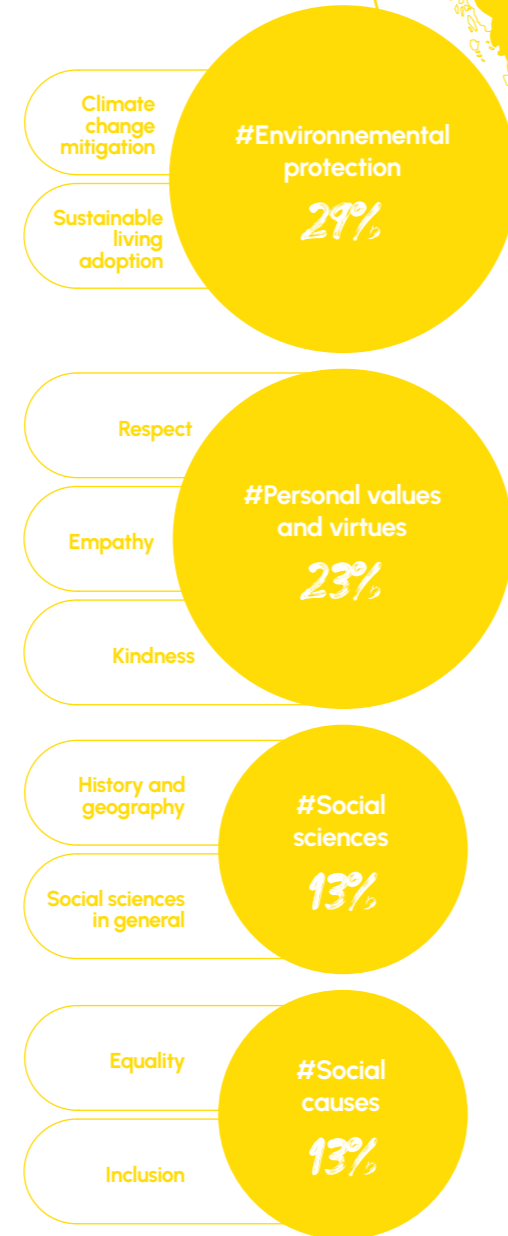 Climate
change
mitigation
Sustainable
living
adoption
#Environnemental
protection
29%
Respect
Empathy
Kindness
#Personal values
and virtues
23%
History and
geography
Social sciences
in general
#Social
sciences
13%
Equality
Inclusion
#Social
causes
13%